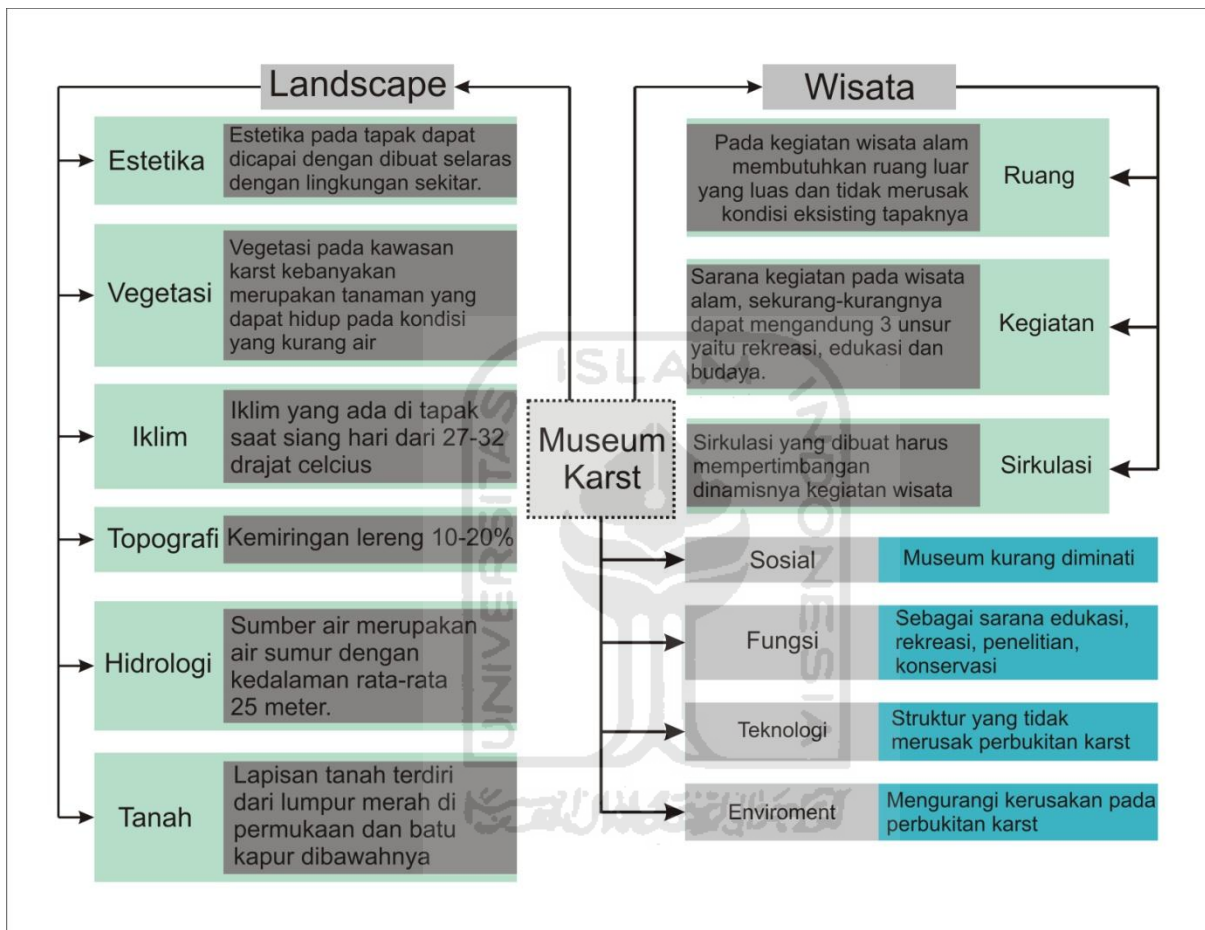 Landscape
Estetika
Estetika pada tapak dapat
dicapai dengan dibuat selaras
dengan lingkungan sekitar.
Vegetasi
Vegetasi pada kawasan
karst kebanyakan
merupakan tanaman yang
dapat hidup pada kondisi
yang kurang air
Iklim
Iklim yang ada di tapak
saat siang hari dari 27-32
drajat celcius
Topografi
Kemiringan lereng 10-20%
Hidrologi
Sumber air merupakan
air sumur dengan
kedalaman rata-rata
25 meter.
Tanah
Lapisan tanah terdiri
dari lumpur merah di
permukaan dan batu
kapur dibawahnya
Museum
Karst
Wisata
Pada kegiatan wisata alam
membutuhkan ruang luar
yang luas dan tidak merusak
kondisi eksisting tapaknya
Ruang
Sarana kegiatan pada wisata
alam, sekurang-kurangnya
dapat mengandung 3 unsur
yaitu rekreasi, edukasi dan
budaya.
Kegiatan
Sirkulasi yang dibuat harus
mempertimbangan
dinamisnya kegiatan wisata
Sirkulasi
Sosial
Museum kurang diminati
Fungsi
Sebagai sarana edukasi,
rekreasi, penelitian,
konservasi
Teknologi
Struktur yang tidak
merusak perbukitan karst
Enviroment
Mengurangi kerusakan pada
perbukitan karst
UNIVERSITAS
ISLAM
INDONESIA